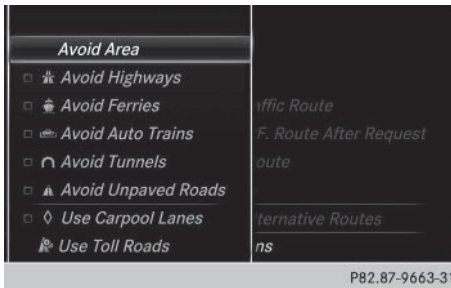 Avoid Area
Avoid Highways
Avoid Ferries
Avoid Auto Trains
Avoid Tunnels
Avoid Unpaved Roads
Use Carpool Lanes
Use Toll Roads
affic Route
F. Route After Request
oute
lternative Routes
ns
P82.87-9663-31